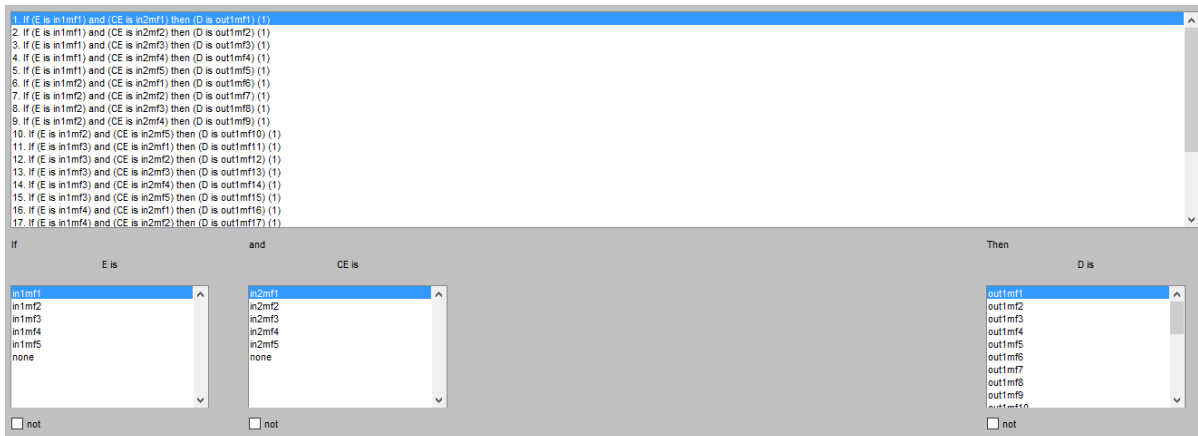 1. If (E is in1mf1) and (CE is in2mf1) then (D is out1mf1) (1)
2. If (E is in1mf1) and (CE is in2mf2) then (D is out1mf2) (1)
3. If (E is in1mf1) and (CE is in2mf3) then (D is out1mf3) (1)
4. If (E is in1mf1) and (CE is in2mf4) then (D is out1mf4) (1)
5. If (E is in1mf1) and (CE is in2mf5) then (D is out1mf5) (1)
6. If (E is in1mf2) and (CE is in2mf1) then (D is out1mf6) (1)
7. If (E is in1mf2) and (CE is in2mf2) then (D is out1mf7) (1)
8. If (E is in1mf2) and (CE is in2mf3) then (D is out1mf8) (1)
9. If (E is in1mf2) and (CE is in2mf4) then (D is out1mf9) (1)
10. If (E is in1mf2) and (CE is in2mf5) then (D is out1mf10) (1)
11. If (E is in1mf3) and (CE is in2mf1) then (D is out1mf11) (1)
12. If (E is in1mf3) and (CE is in2mf2) then (D is out1mf12) (1)
13. If (E is in1mf3) and (CE is in2mf3) then (D is out1mf13) (1)
14. If (E is in1mf3) and (CE is in2mf4) then (D is out1mf14) (1)
15. If (E is in1mf3) and (CE is in2mf5) then (D is out1mf15) (1)
16. If (E is in1mf4) and (CE is in2mf1) then (D is out1mf16) (1)
17. If (E is in1mf4) and (CE is in2mf2) then (D is out1mf17) (1)
If
E is
in1mf1
in1mf2
in1mf3
in1mf4
in1mf5
none
not
and
CE is
in2mf1
in2mf2
in2mf3
in2mf4
in2mf5
none
not
Then
D is
out1mf1
out1mf2
out1mf3
out1mf4
out1mf5
out1mf6
out1mf7
out1mf8
out1mf9
out1mf10
not